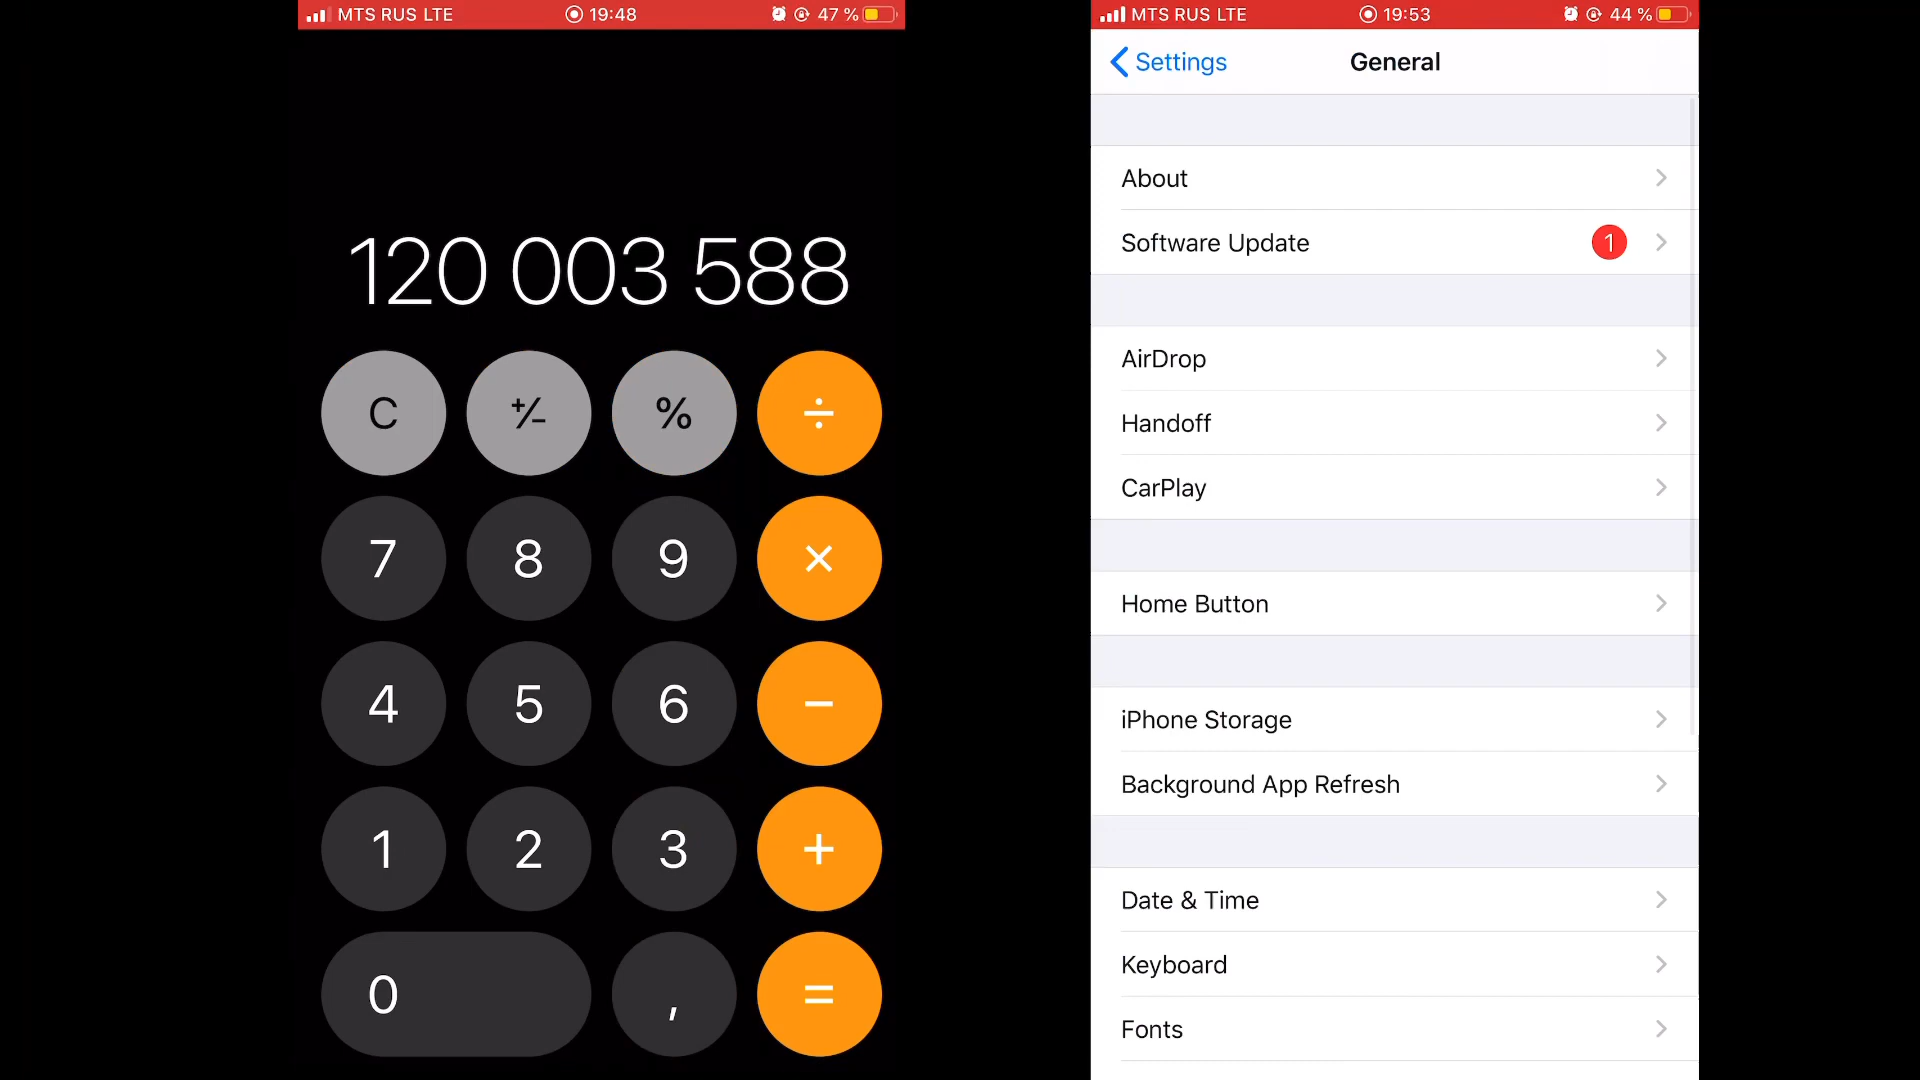 MTS RUS LTE 19:48 47 %
120 003 588
C +/- % ÷
7 8 9 ×
4 5 6 −
1 2 3 +
0 , =
MTS RUS LTE 19:53 44 %
Settings General
About
Software Update 1
AirDrop
Handoff
CarPlay
Home Button
iPhone Storage
Background App Refresh
Date & Time
Keyboard
Fonts